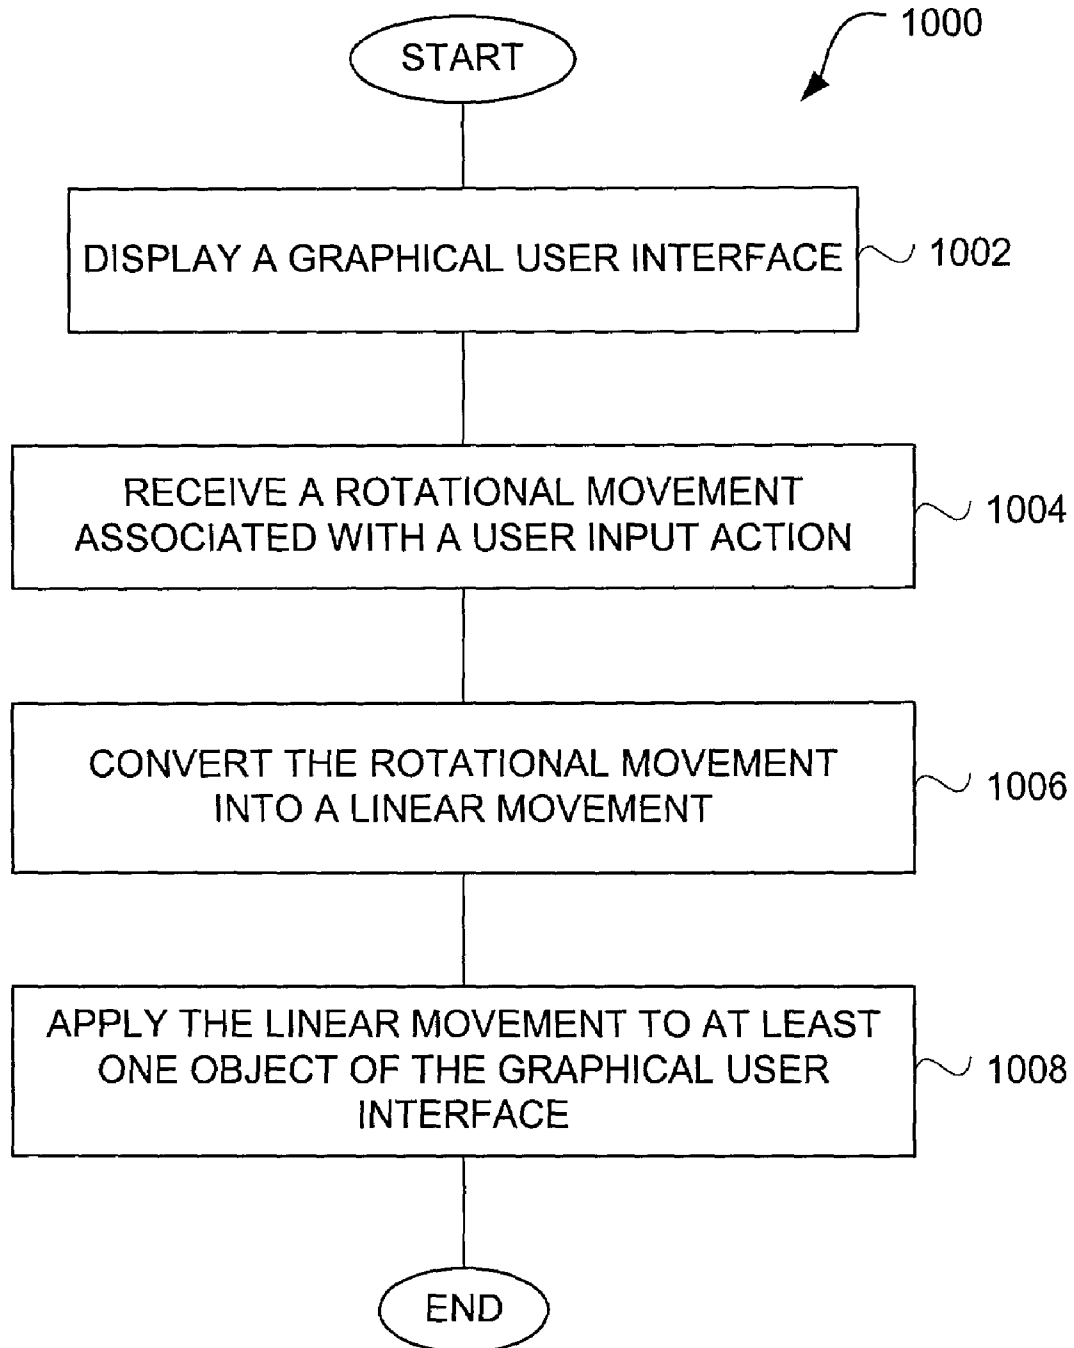 1000
START
DISPLAY A GRAPHICAL USER INTERFACE
1002
RECEIVE A ROTATIONAL MOVEMENT
ASSOCIATED WITH A USER INPUT ACTION
1004
CONVERT THE ROTATIONAL MOVEMENT
INTO A LINEAR MOVEMENT
1006
APPLY THE LINEAR MOVEMENT TO AT LEAST
ONE OBJECT OF THE GRAPHICAL USER
INTERFACE
1008
END